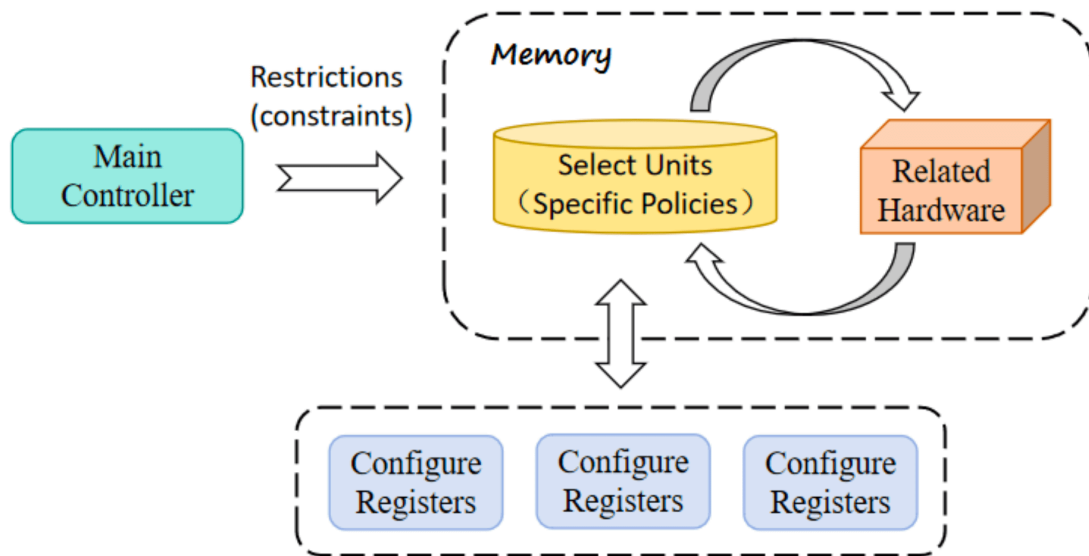 Memory
Restrictions
(constraints)
Main
Controller
Select Units
（Specific Policies）
Related
Hardware
Configure
Registers
Configure
Registers
Configure
Registers